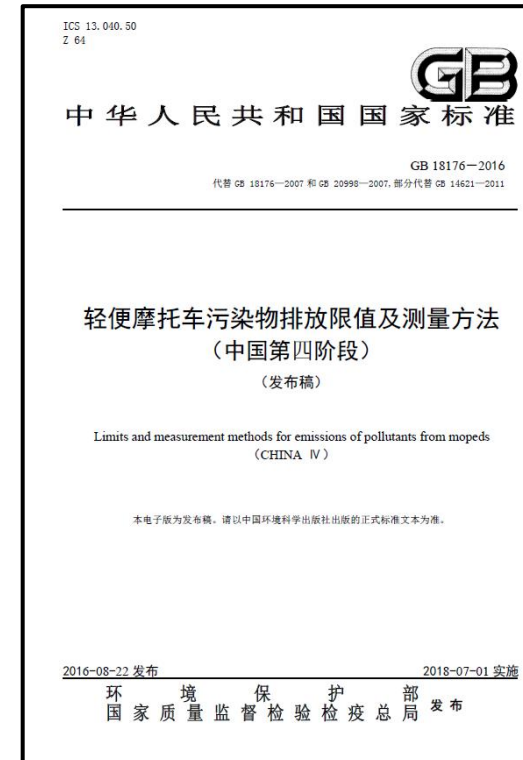 ICS 13.040.50
Z 64
GB
中华人民共和国国家标准
GB 18176－2016
代替 GB 18176—2007 和 GB 20998—2007，部分代替 GB 14621—2011
轻便摩托车污染物排放限值及测量方法
（中国第四阶段）
（发布稿）
Limits and measurement methods for emissions of pollutants from mopeds
（CHINA Ⅳ）
本电子版为发布稿。请以中国环境科学出版社出版的正式标准文本为准。
2016-08-22 发布
2018-07-01 实施
环境保护部
国家质量监督检验检疫总局 发布